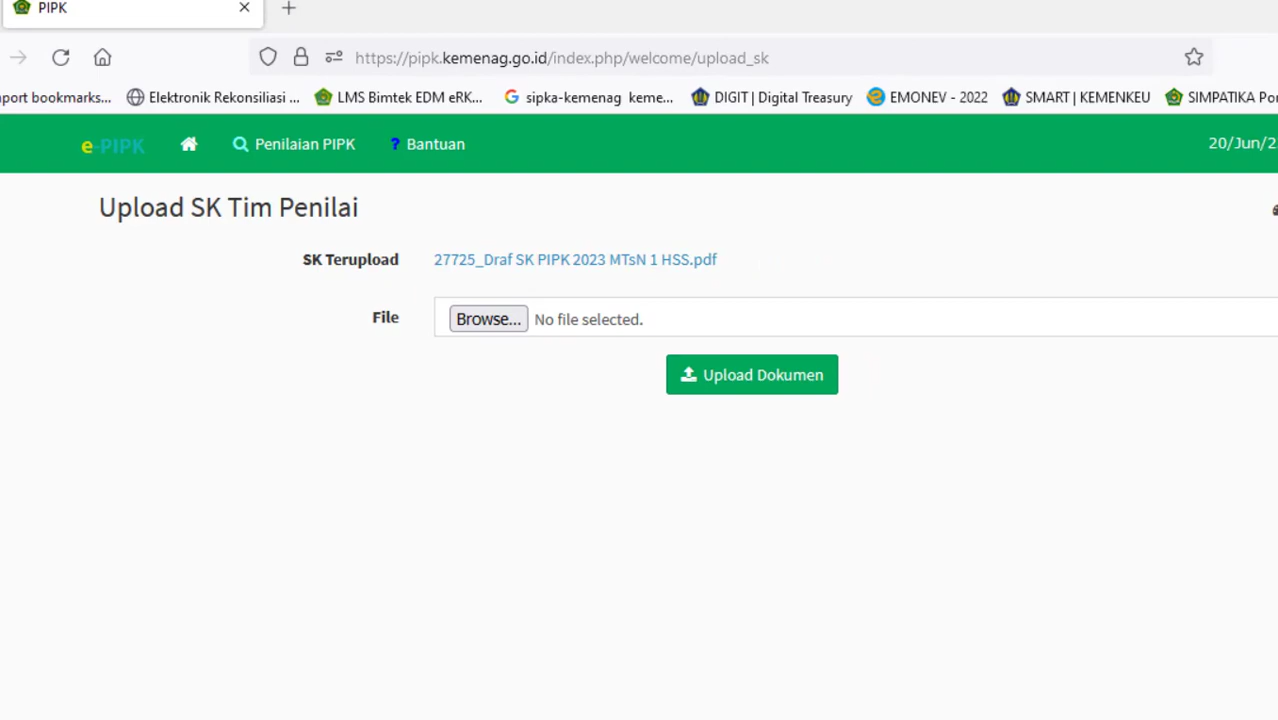 PIPK
https://pipk.kemenag.go.id/index.php/welcome/upload_sk
port bookmarks... Elektronik Rekonsiliasi ... LMS Bimtek EDM eRK... sipka-kemenag keme... DIGIT | Digital Treasury EMONEV - 2022 SMART | KEMENKEU SIMPATIKA Por
e-PIPK Penilaian PIPK ? Bantuan 20/Jun/2
Upload SK Tim Penilai
SK Terupload 27725_Draf SK PIPK 2023 MTsN 1 HSS.pdf
File Browse... No file selected.
Upload Dokumen